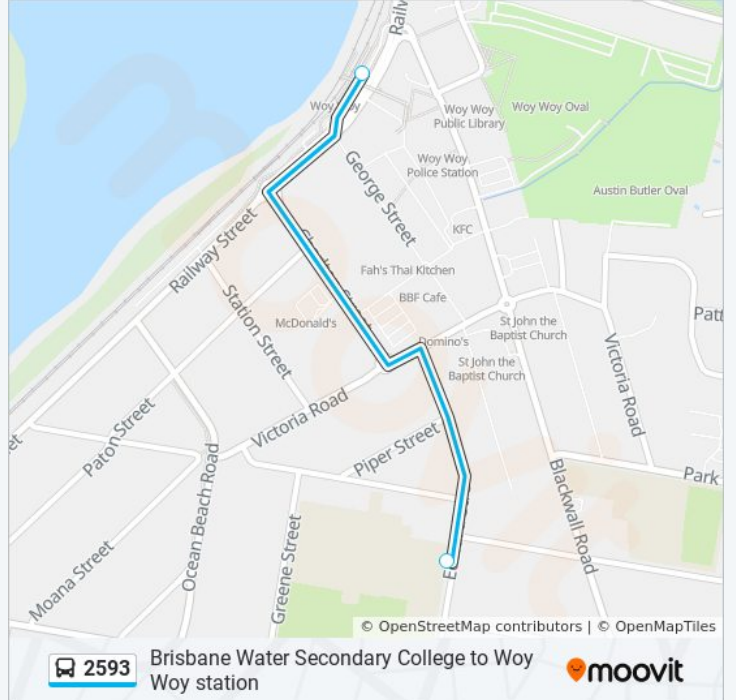 Railw
Woy Woy
Woy Woy
Public Library
Woy Woy Oval
George Street
Woy Woy
Police Station
Austin Butler Oval
Railway Street
KFC
Fah's Thai Kitchen
BBF Cafe
Station Street
McDonald's
Domino's
St John the
Baptist Church
Patt
St John the
Baptist Church
Victoria Road
Victoria Road
Paton Street
Piper Street
et
Ocean Beach Road
Blackwall Road
Park
Greene Street
Moana Street
© OpenStreetMap contributors | © OpenMapTiles
2593
Brisbane Water Secondary College to Woy
Woy station
moovit